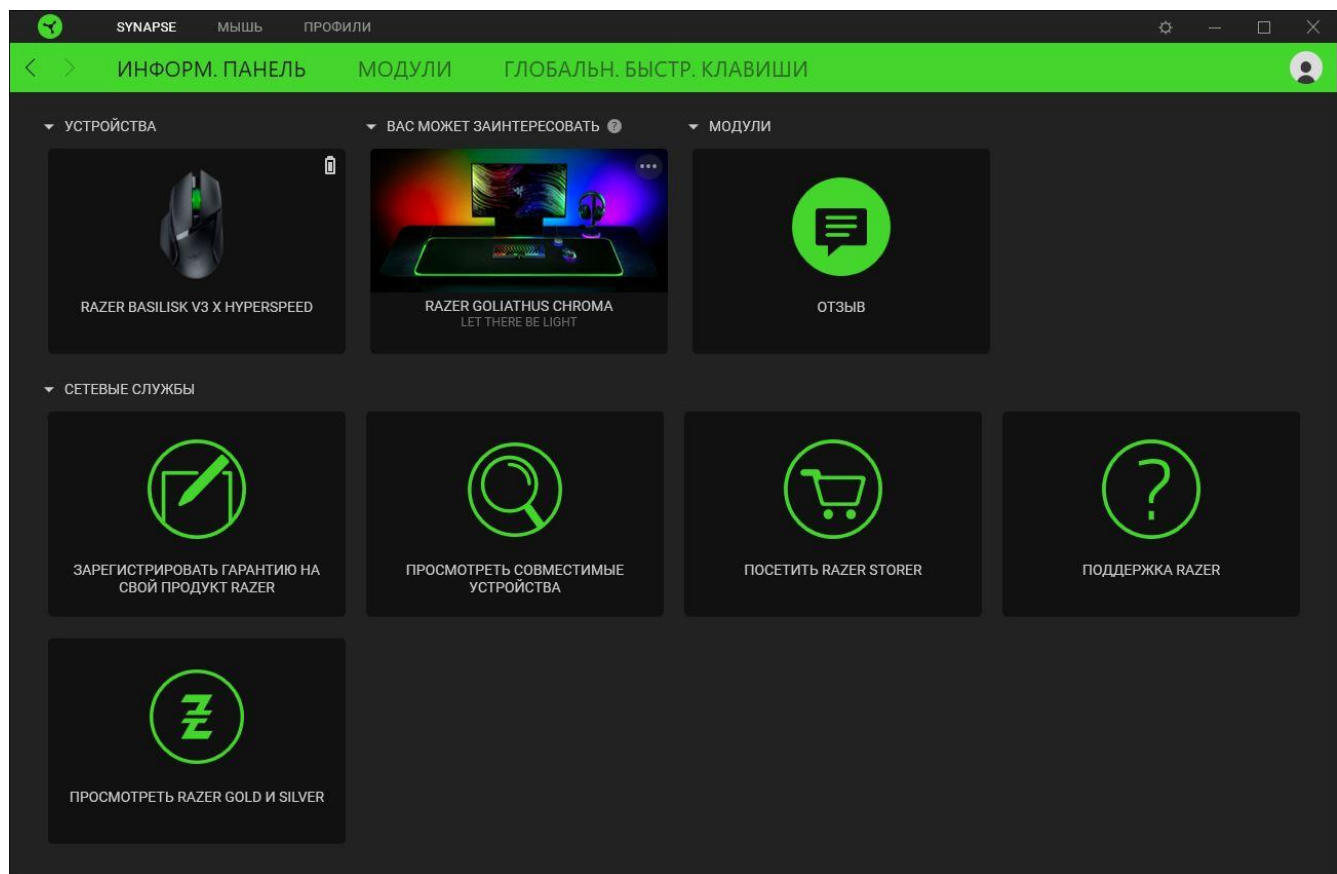 SYNAPSE МЫШЬ ПРОФИЛИ
ИНФОРМ. ПАНЕЛЬ МОДУЛИ ГЛОБАЛЬН. БЫСТР. КЛАВИШИ
УСТРОЙСТВА
ВАС МОЖЕТ ЗАИНТЕРЕСОВАТЬ ?
МОДУЛИ
RAZER BASILISK V3 X HYPERSPEED
RAZER GOLIATHUS CHROMA
LET THERE BE LIGHT
ОТЗЫВ
СЕТЕВЫЕ СЛУЖБЫ
ЗАРЕГИСТРИРОВАТЬ ГАРАНТИЮ НА
СВОЙ ПРОДУКТ RAZER
ПРОСМОТРЕТЬ СОВМЕСТИМЫЕ
УСТРОЙСТВА
ПОСЕТИТЬ RAZER STORER
ПОДДЕРЖКА RAZER
ПРОСМОТРЕТЬ RAZER GOLD И SILVER